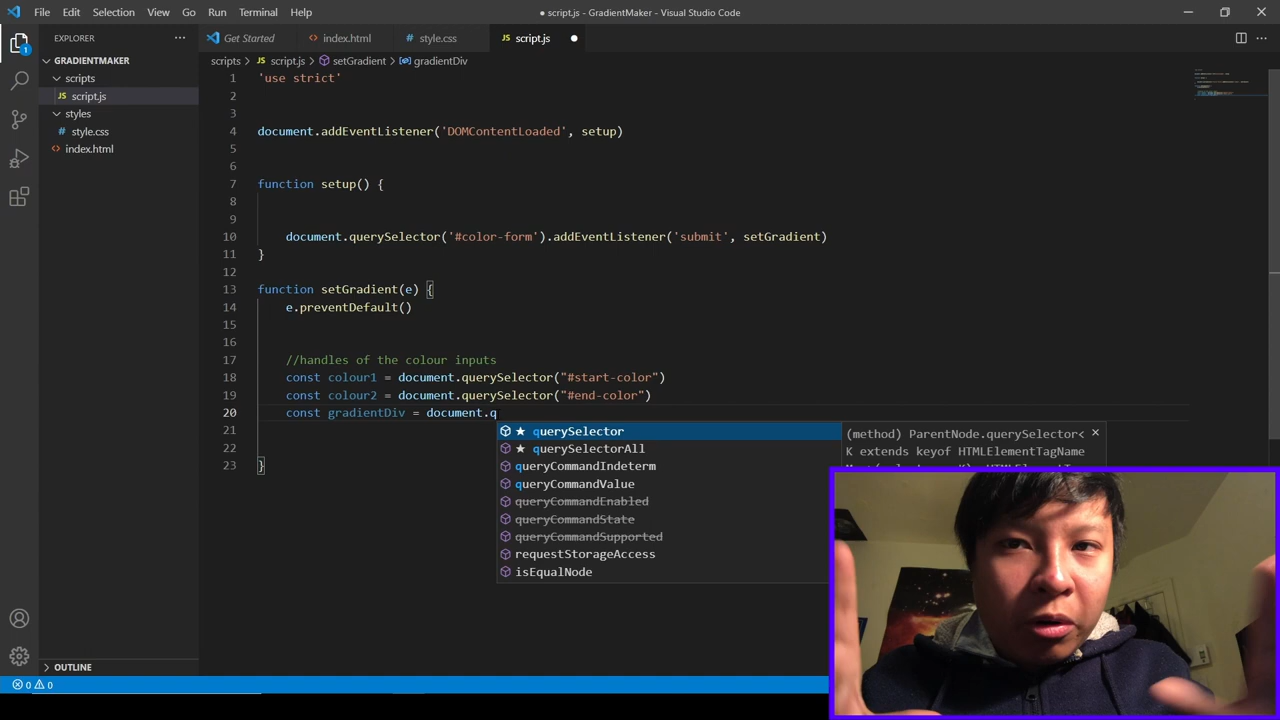 File Edit Selection View Go Run Terminal Help
● script.js - GradientMaker - Visual Studio Code
EXPLORER
GRADIENTMAKER
scripts
JS script.js
styles
style.css
index.html
OUTLINE
1
Get Started
index.html
style.css
JS script.js
scripts > JS script.js > setGradient > gradientDiv
1 'use strict'
2
3
4 document.addEventListener('DOMContentLoaded', setup)
5
6
7 function setup() {
8
9
10 document.querySelector('#color-form').addEventListener('submit', setGradient)
11 }
12
13 function setGradient(e) {
14 e.preventDefault()
15
16
17 //handles of the colour inputs
18 const colour1 = document.querySelector("#start-color")
19 const colour2 = document.querySelector("#end-color")
20 const gradientDiv = document.q
21
22
23 }
querySelector
querySelectorAll
queryCommandIndeterm
queryCommandValue
queryCommandEnabled
queryCommandState
queryCommandSupported
requestStorageAccess
isEqualNode
(method) ParentNode.querySelector<
K extends keyof HTMLElementTagName
0 0